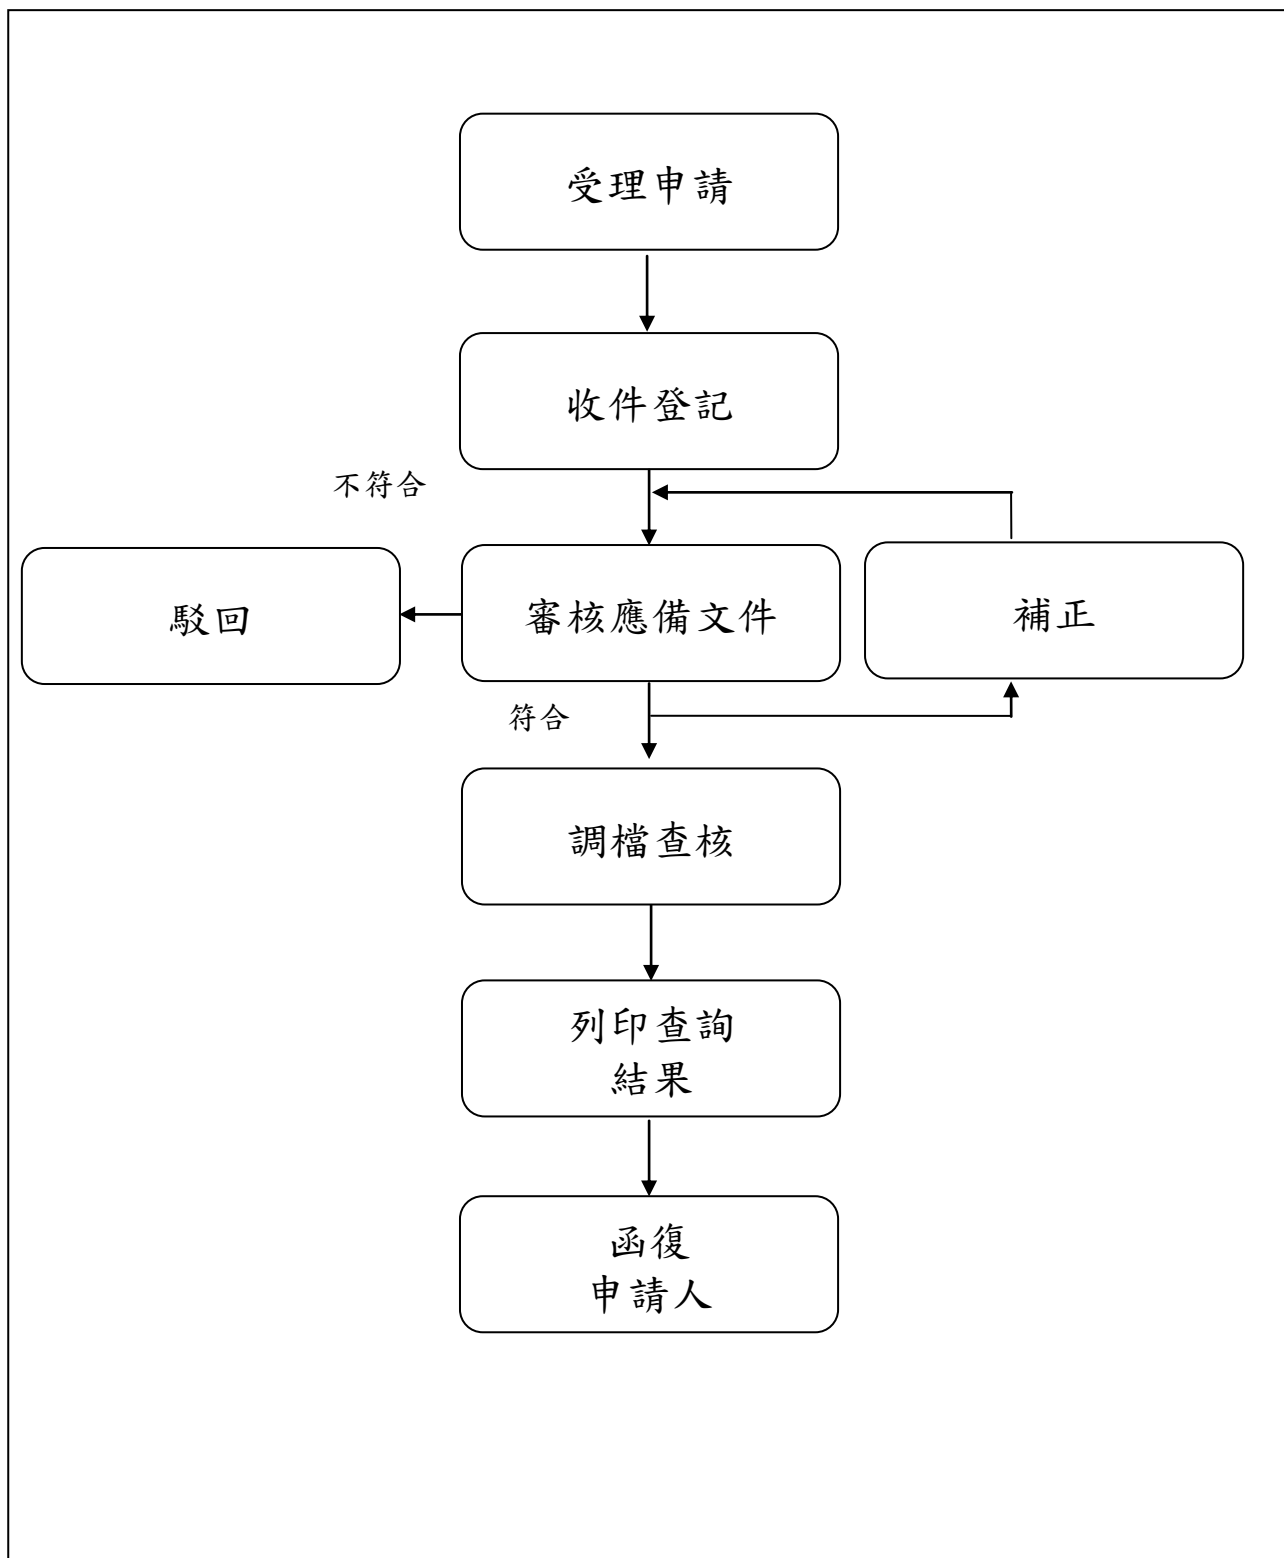 受理申請
收件登記
不符合
駁回
審核應備文件
補正
符合
調檔查核
列印查詢
結果
函復
申請人